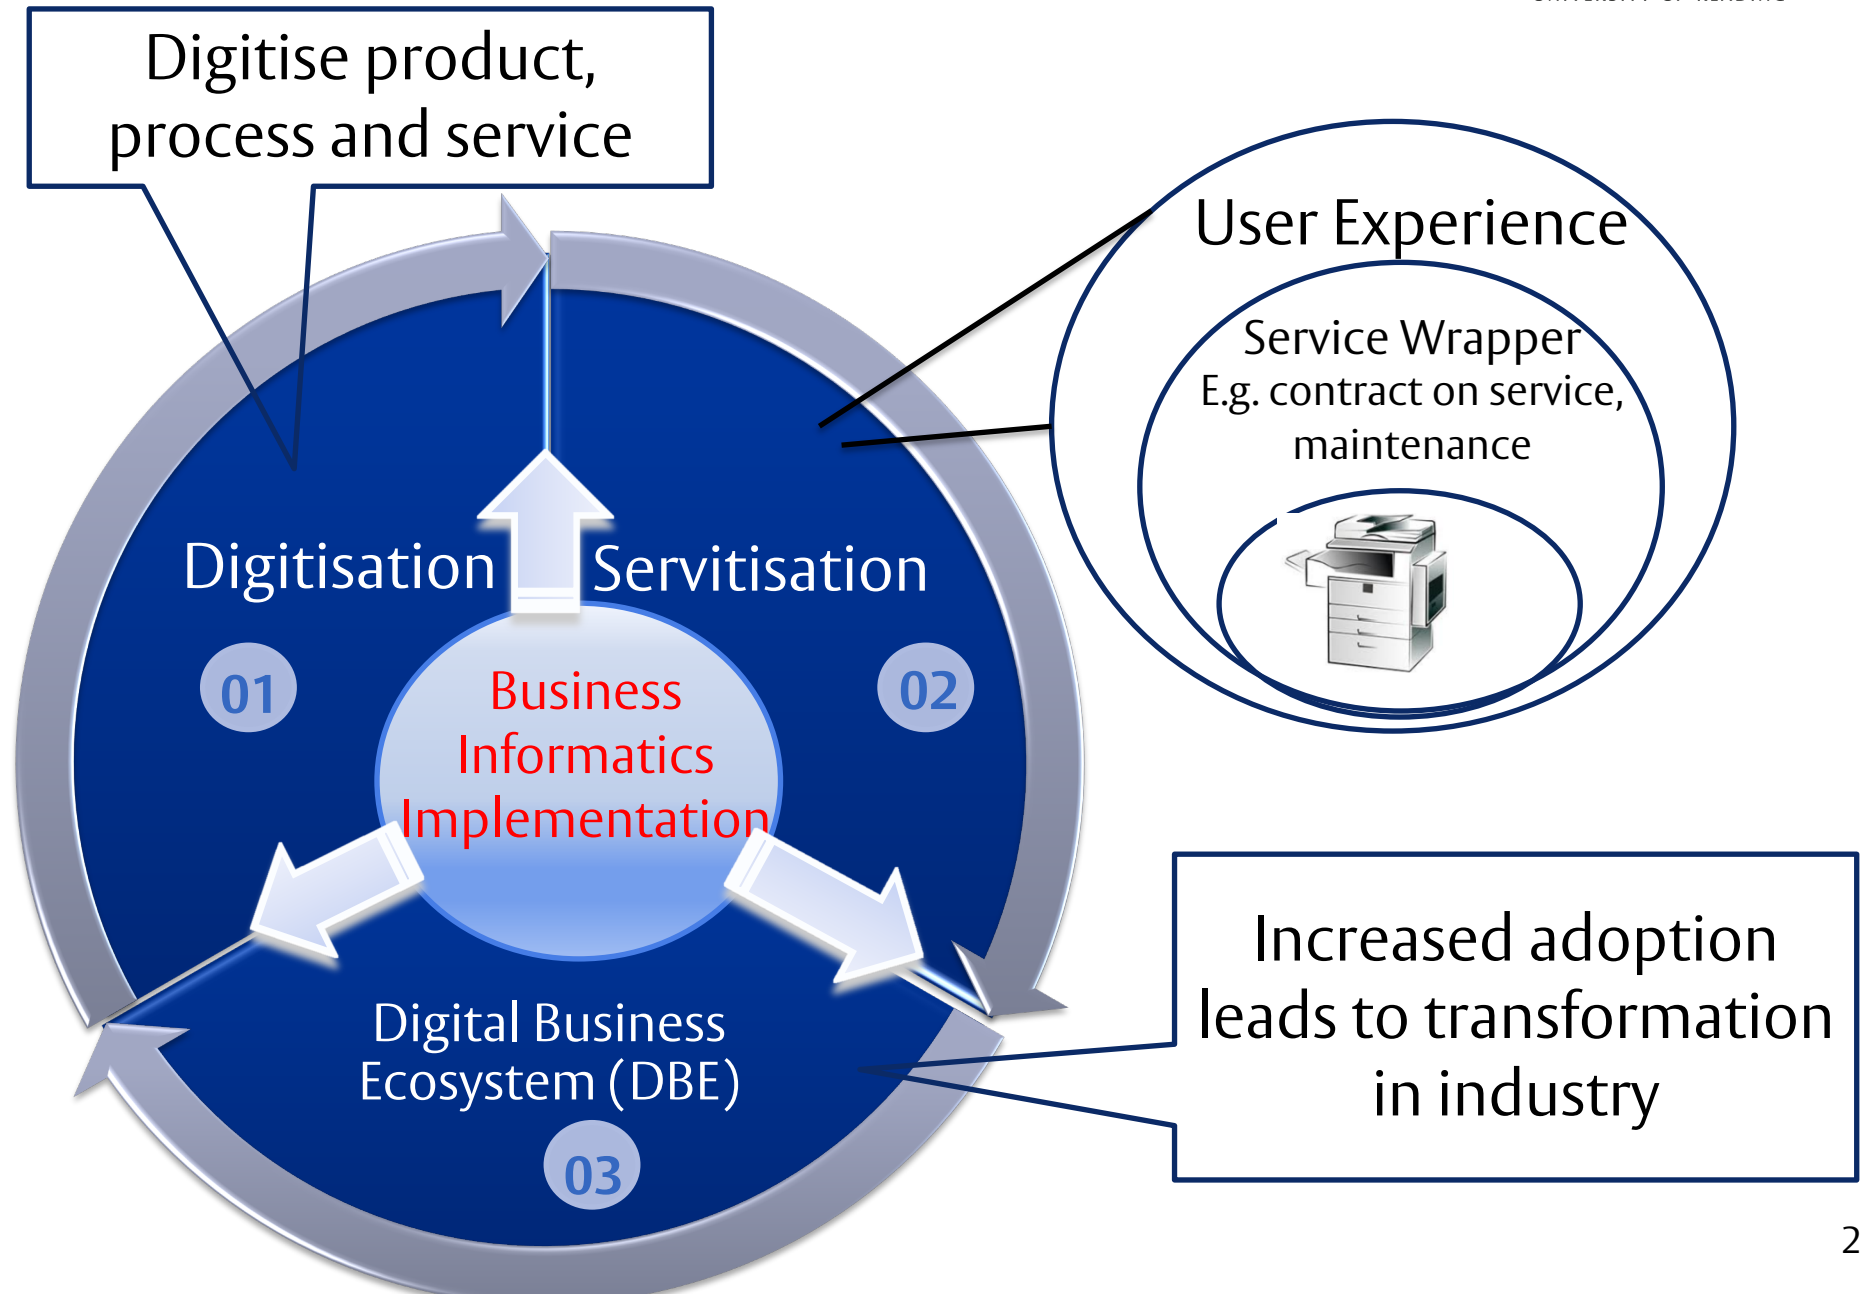 Digitise product,
process and service
User Experience
Service Wrapper
E.g. contract on service,
maintenance
Digitisation
Servitisation
01
02
Business
Informatics
Implementation
Digital Business
Ecosystem (DBE)
03
Increased adoption
leads to transformation
in industry
2